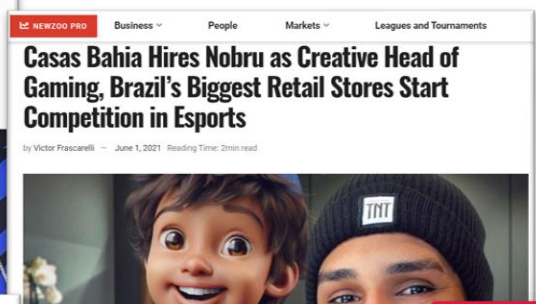 NEWZOO PRO Business People Markets Leagues and Tournaments
Casas Bahia Hires Nobru as Creative Head of
Gaming, Brazil's Biggest Retail Stores Start
Competition in Esports
by Victor Frascarelli — June 1, 2021 Reading Time: 2min read
TNT